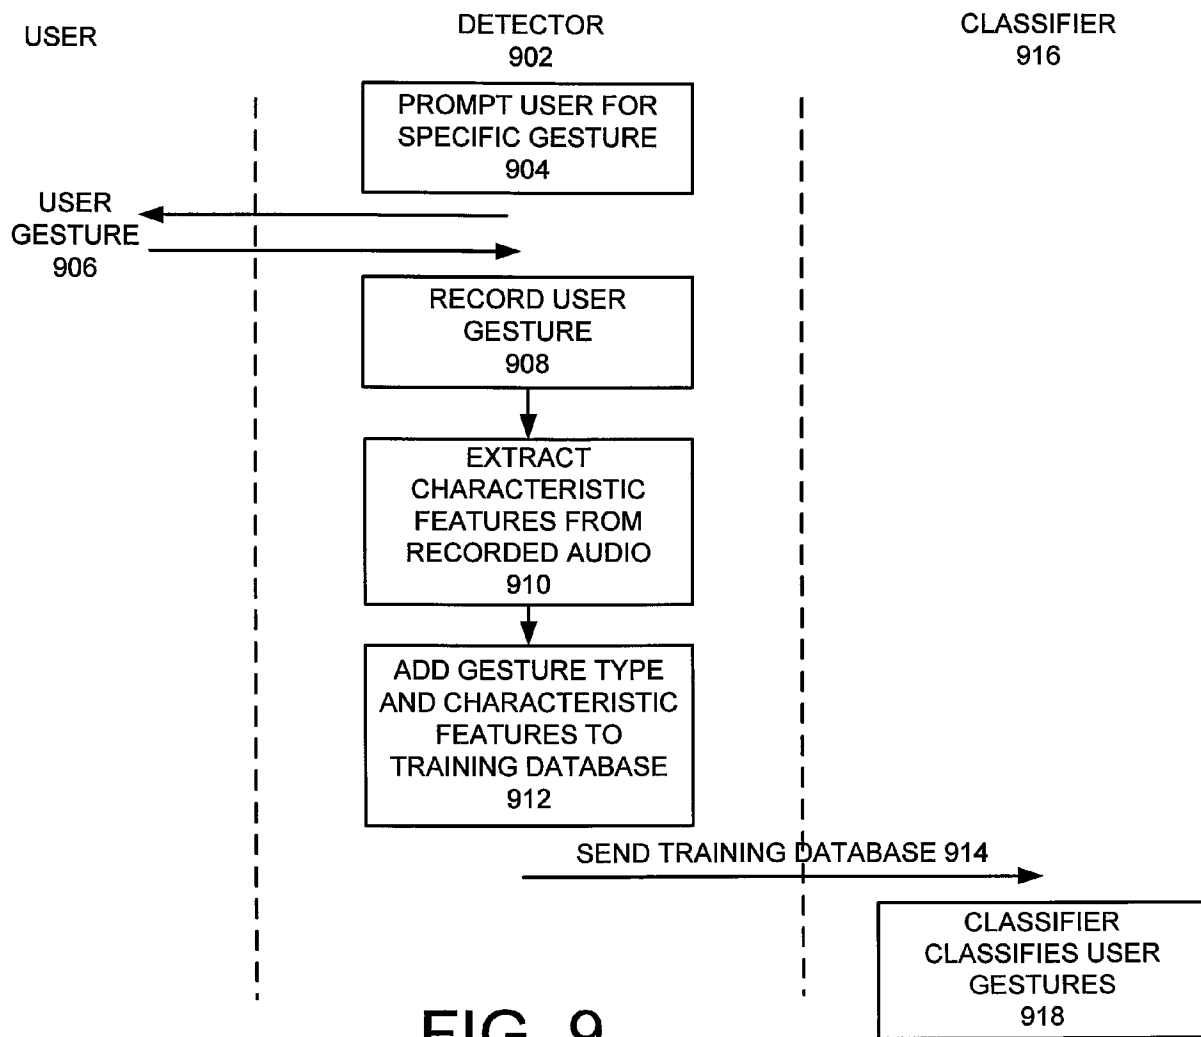 USER
DETECTOR
902
CLASSIFIER
916
PROMPT USER FOR
SPECIFIC GESTURE
904
USER
GESTURE
906
RECORD USER
GESTURE
908
EXTRACT
CHARACTERISTIC
FEATURES FROM
RECORDED AUDIO
910
ADD GESTURE TYPE
AND CHARACTERISTIC
FEATURES TO
TRAINING DATABASE
912
SEND TRAINING DATABASE 914
CLASSIFIER
CLASSIFIES USER
GESTURES
918
FIG. 9